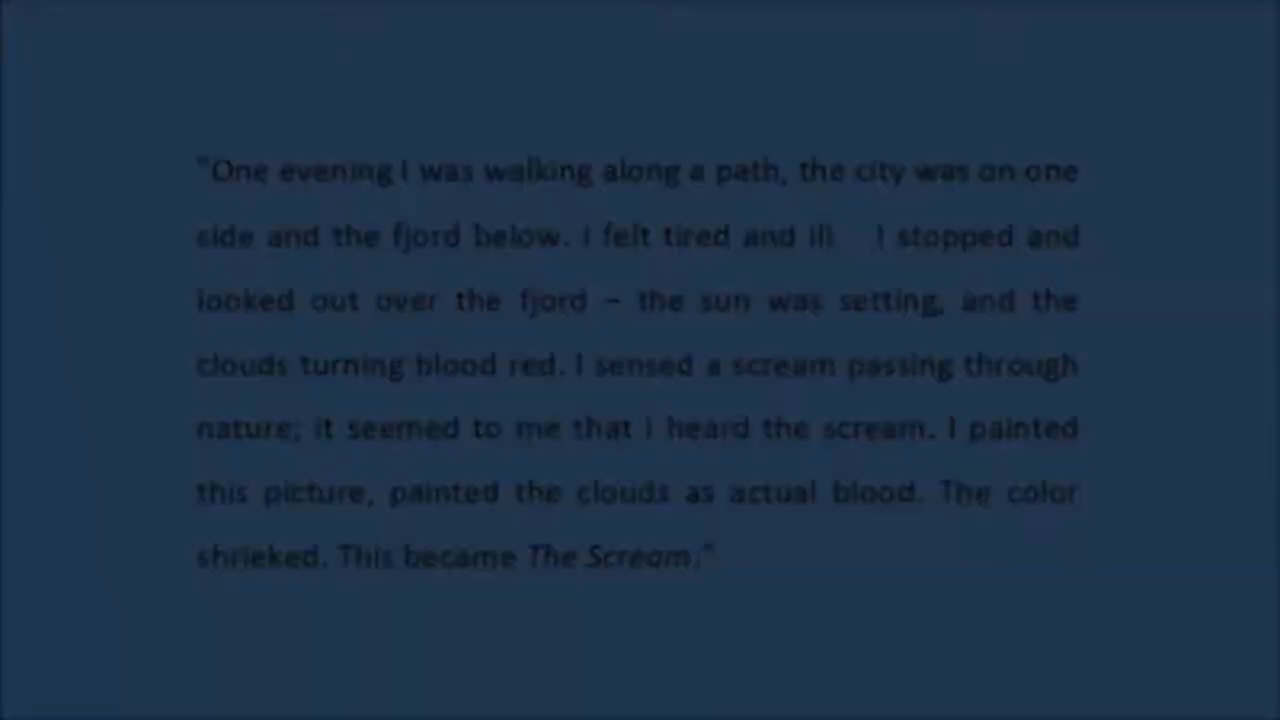 "One evening I was walking along a path, the city was on one
side and the fjord below. I felt tired and ill I stopped and
looked out over the fjord – the sun was setting, and the
clouds turning blood red. I sensed a scream passing through
nature; it seemed to me that I heard the scream. I painted
this picture, painted the clouds as actual blood. The color
shrieked. This became The Scream."